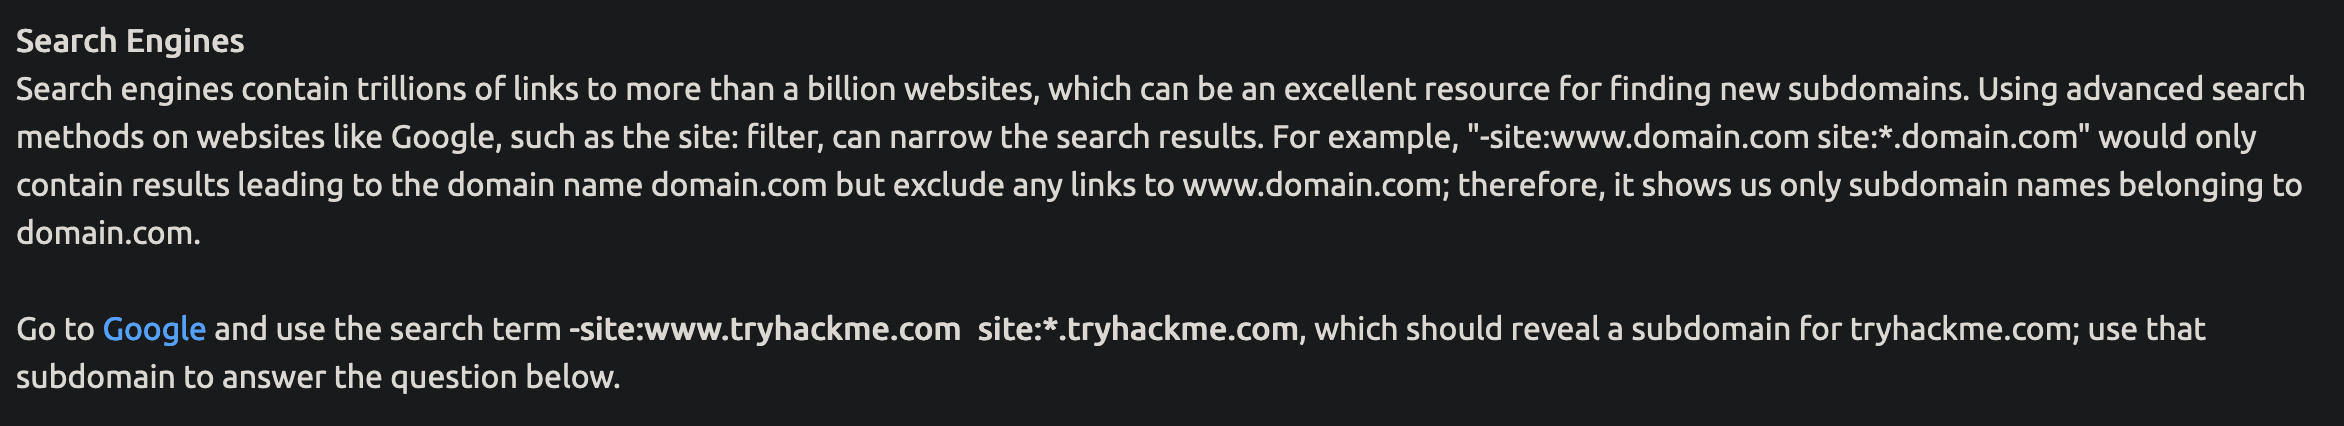 Search Engines
Search engines contain trillions of links to more than a billion websites, which can be an excellent resource for finding new subdomains. Using advanced search
methods on websites like Google, such as the site: filter, can narrow the search results. For example, "-site:www.domain.com site:*.domain.com" would only
contain results leading to the domain name domain.com but exclude any links to www.domain.com; therefore, it shows us only subdomain names belonging to
domain.com.
Go to Google and use the search term -site:www.tryhackme.com  site:*.tryhackme.com, which should reveal a subdomain for tryhackme.com; use that
subdomain to answer the question below.